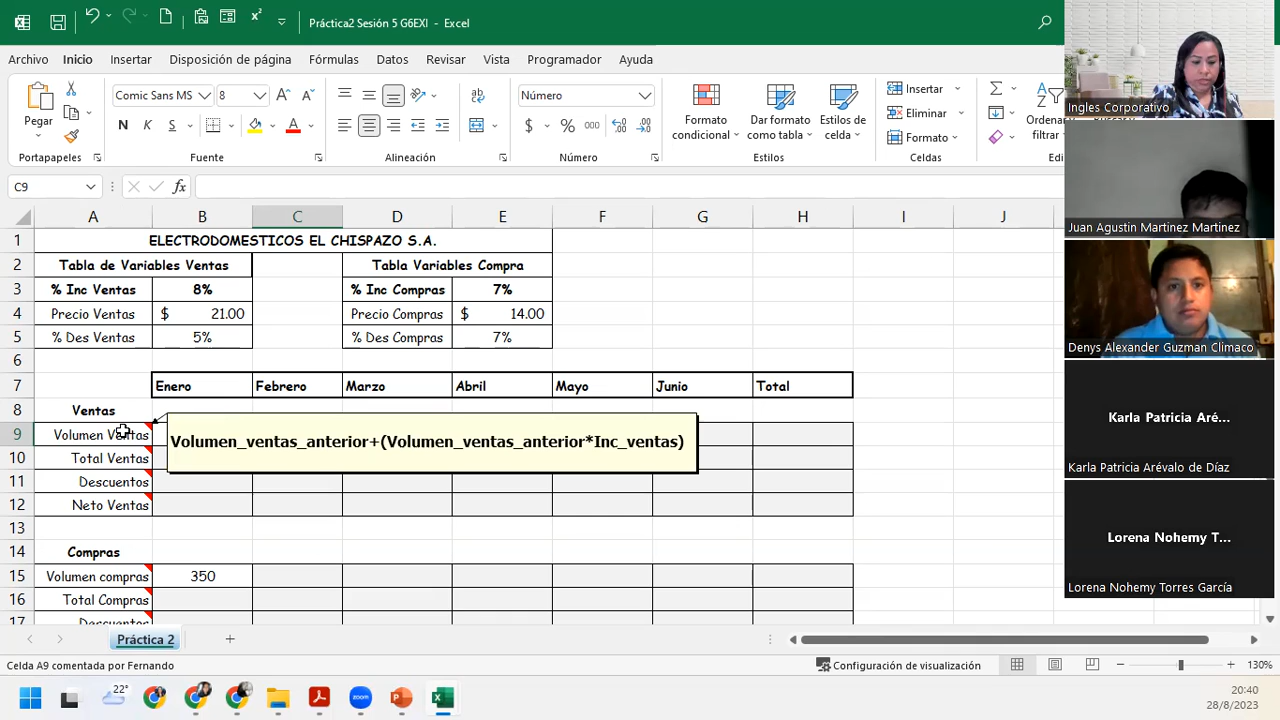 Práctica2 Sesión 5 G6EXI - Excel
Archivo Inicio Insertar Disposición de página Fórmulas Datos Revisar Vista Programador Ayuda
Pegar
Comic Sans MS 8
N K S
Portapapeles Fuente Alineación Número Estilos Celdas
Formato condicional
Dar formato como tabla
Estilos de celda
Insertar
Eliminar
Formato
Ordenar
filtrar
C9
A B C D E F G H I J
1 ELECTRODOMESTICOS EL CHISPAZO S.A.
2 Tabla de Variables Ventas Tabla Variables Compra
3 % Inc Ventas 8% % Inc Compras 7%
4 Precio Ventas $ 21.00 Precio Compras $ 14.00
5 % Des Ventas 5% % Des Compras 7%
6
7 Enero Febrero Marzo Abril Mayo Junio Total
8 Ventas
9 Volumen Ventas
Volumen_ventas_anterior+(Volumen_ventas_anterior*Inc_ventas)
10 Total Ventas
11 Descuentos
12 Neto Ventas
13
14 Compras
15 Volumen compras 350
16 Total Compras
17 Descuentos
Práctica 2
Celda A9 comentada por Fernando
Configuración de visualización
130%
22°
20:40
28/8/2023
Ingles Corporativo
Juan Agustin Martínez Martinez
Denys Alexander Guzman Climaco
Karla Patricia Aré...
Karla Patricia Arévalo de Díaz
Lorena Nohemy T...
Lorena Nohemy Torres García